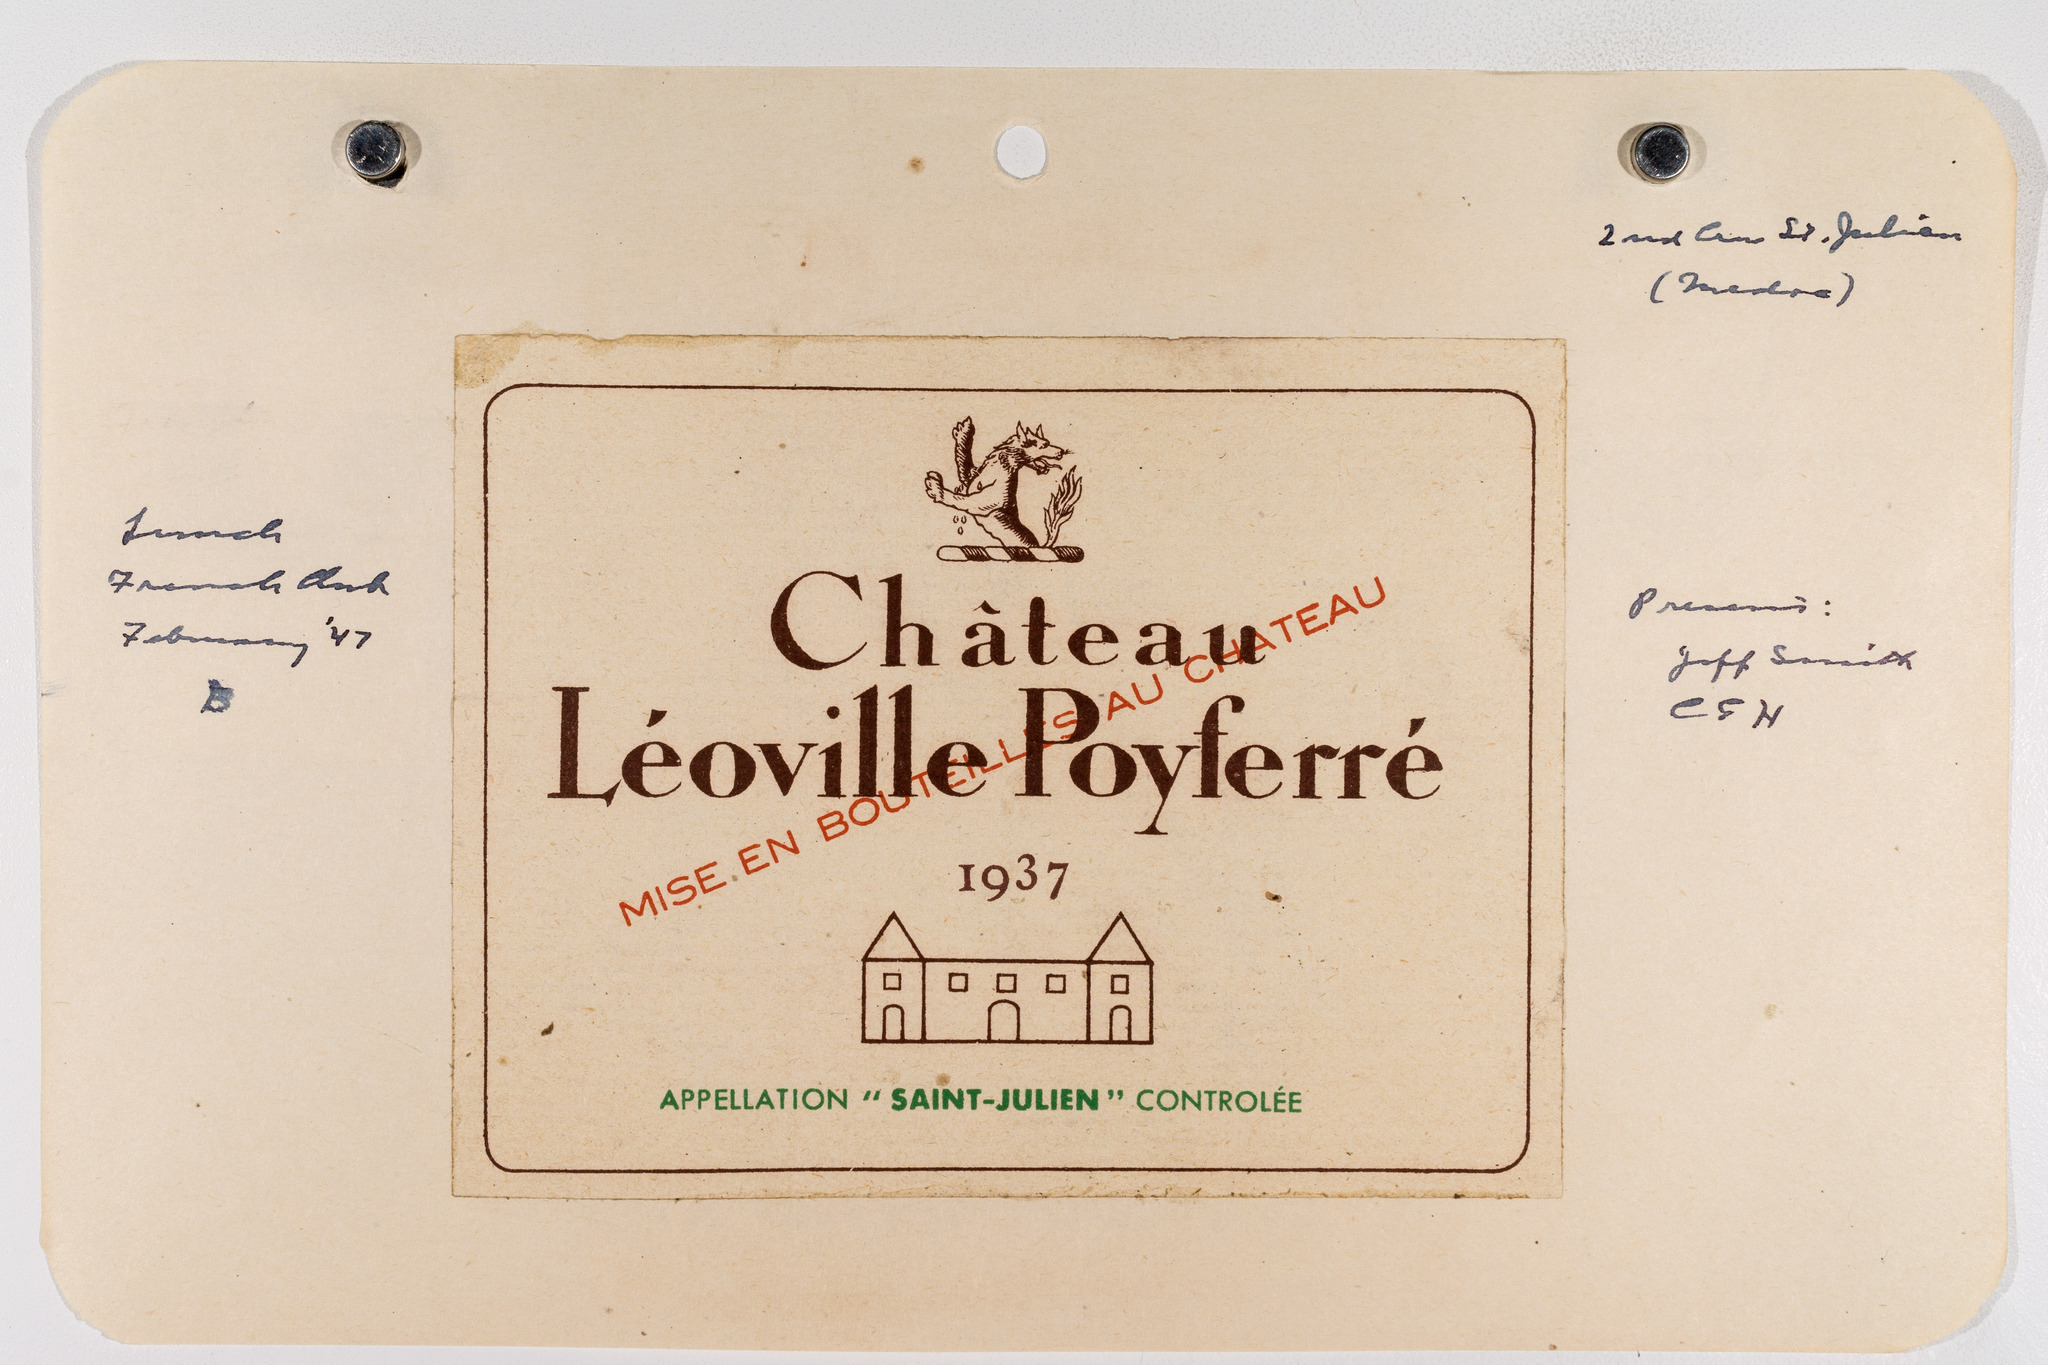 2nd Cru St. Julien
(Medoc)
Lunch
French Club
February '47
B
Present:
Jeff Smith
CEH
Château
Léoville Poyferré
MISE EN BOUTEILLES AU CHATEAU
1937
APPELLATION " SAINT-JULIEN " CONTROLÉE